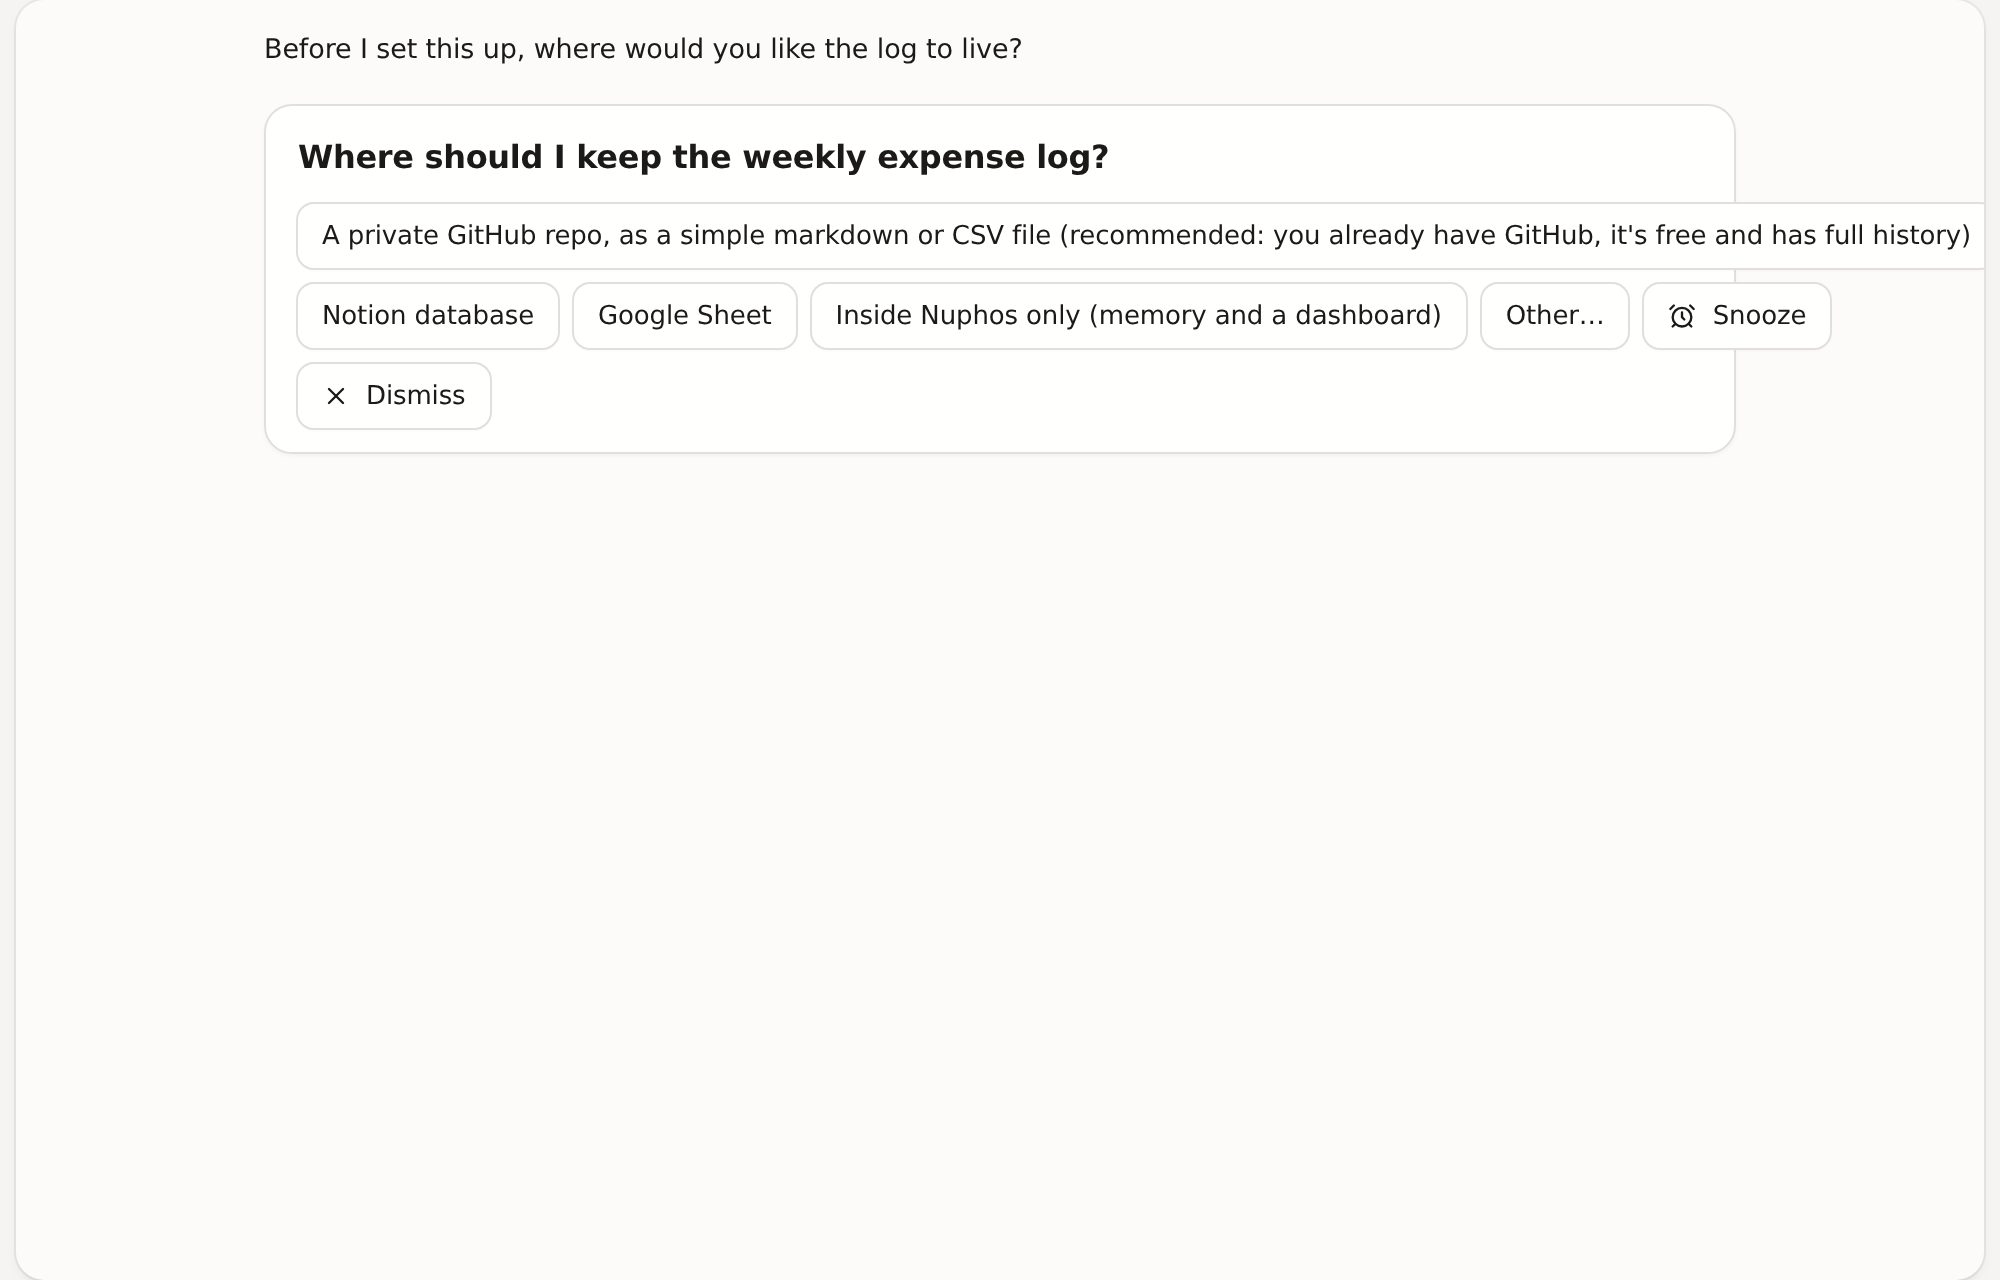 Before I set this up, where would you like the log to live?
Where should I keep the weekly expense log?
A private GitHub repo, as a simple markdown or CSV file (recommended: you already have GitHub, it's free and has full history)
Notion database Google Sheet Inside Nuphos only (memory and a dashboard) Other… Snooze
Dismiss